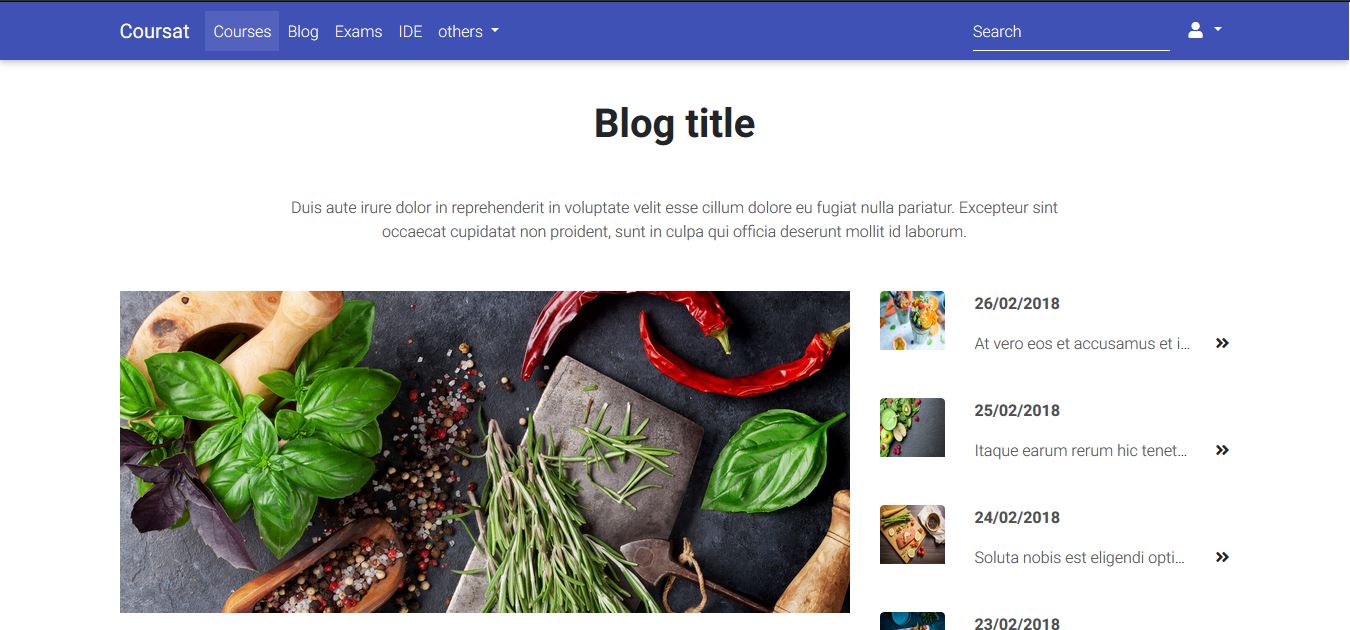 Coursat Courses Blog Exams IDE others Search
Blog title
Duis aute irure dolor in reprehenderit in voluptate velit esse cillum dolore eu fugiat nulla pariatur. Excepteur sint
occaecat cupidatat non proident, sunt in culpa qui officia deserunt mollit id laborum.
26/02/2018
At vero eos et accusamus et i...
25/02/2018
Itaque earum rerum hic tenet...
24/02/2018
Soluta nobis est eligendi opti...
23/02/2018